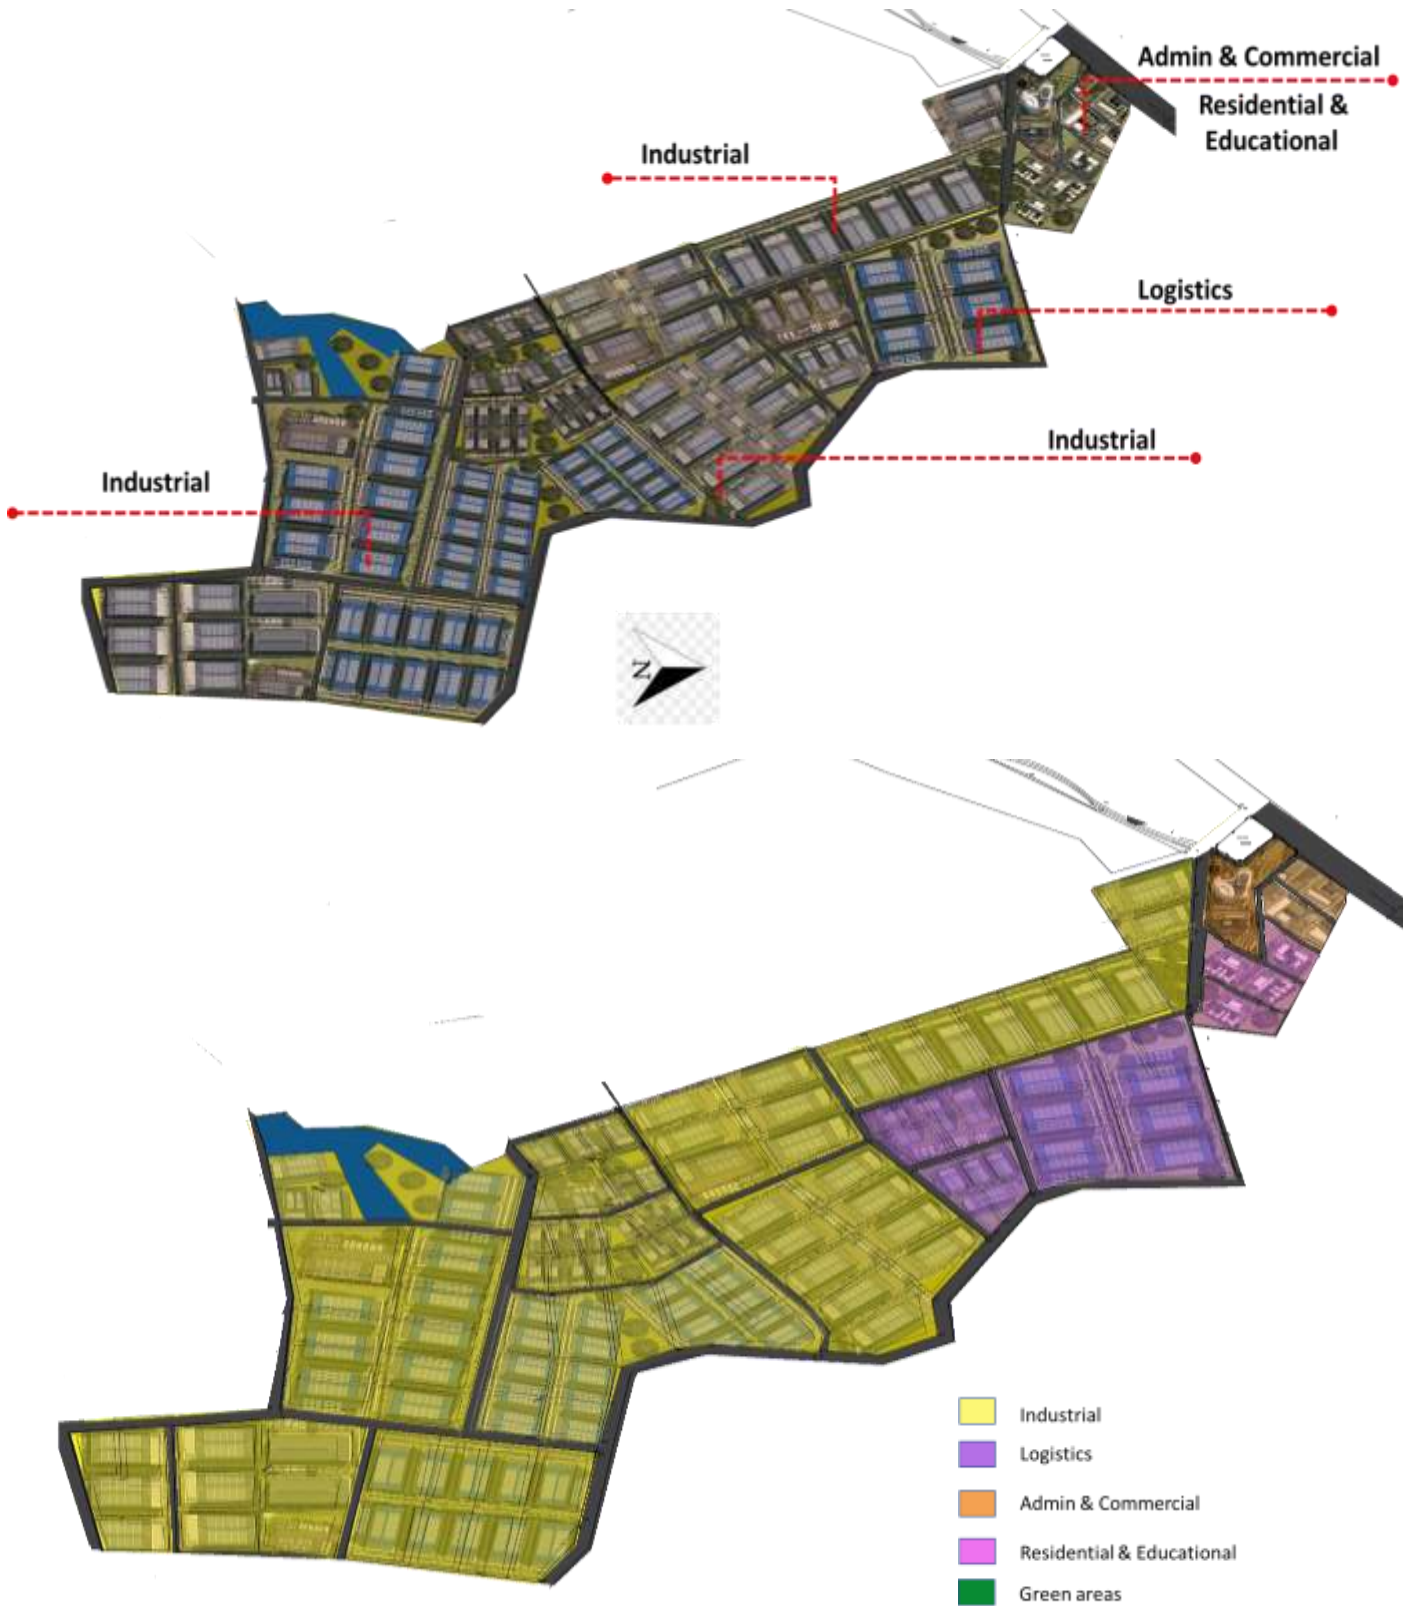 Admin & Commercial
Residential &
Educational
Industrial
Logistics
Industrial
Industrial
N
Industrial
Logistics
Admin & Commercial
Residential & Educational
Green areas